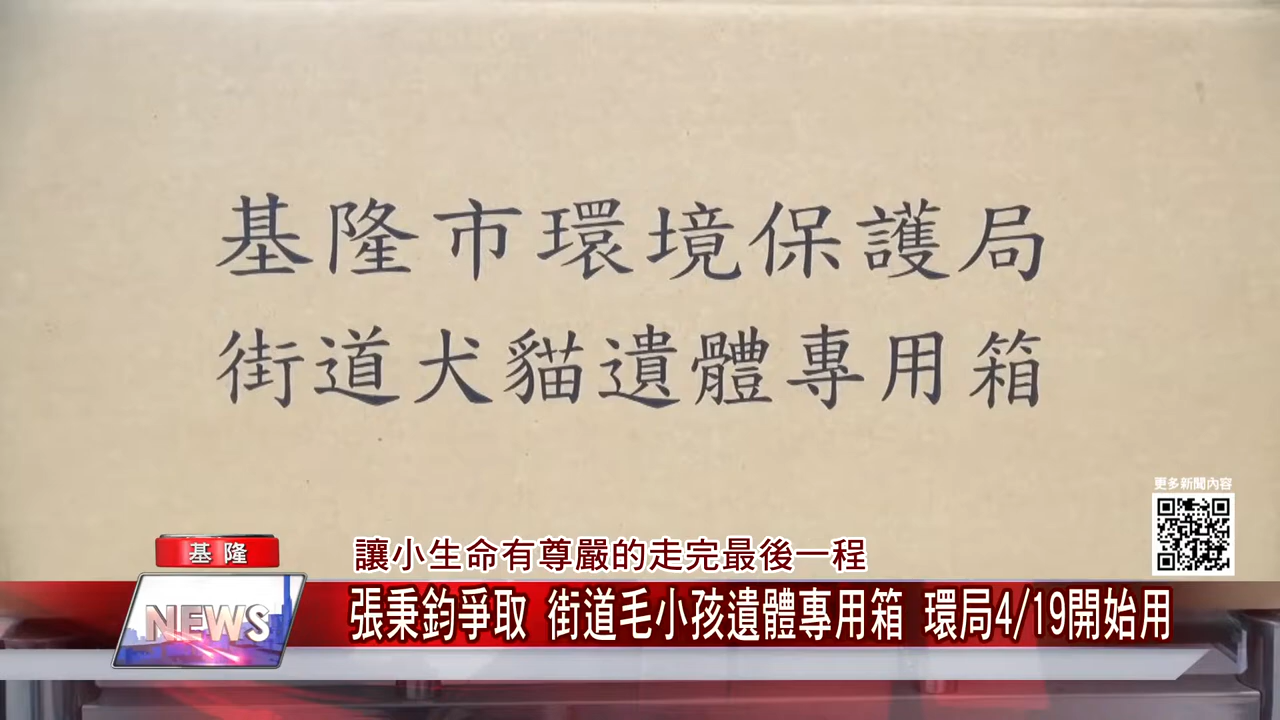 基隆市環境保護局
街道犬貓遺體專用箱
更多新聞內容
基隆
讓小生命有尊嚴的走完最後一程
NEWS
張秉鈞爭取 街道毛小孩遺體專用箱 環局4/19開始用